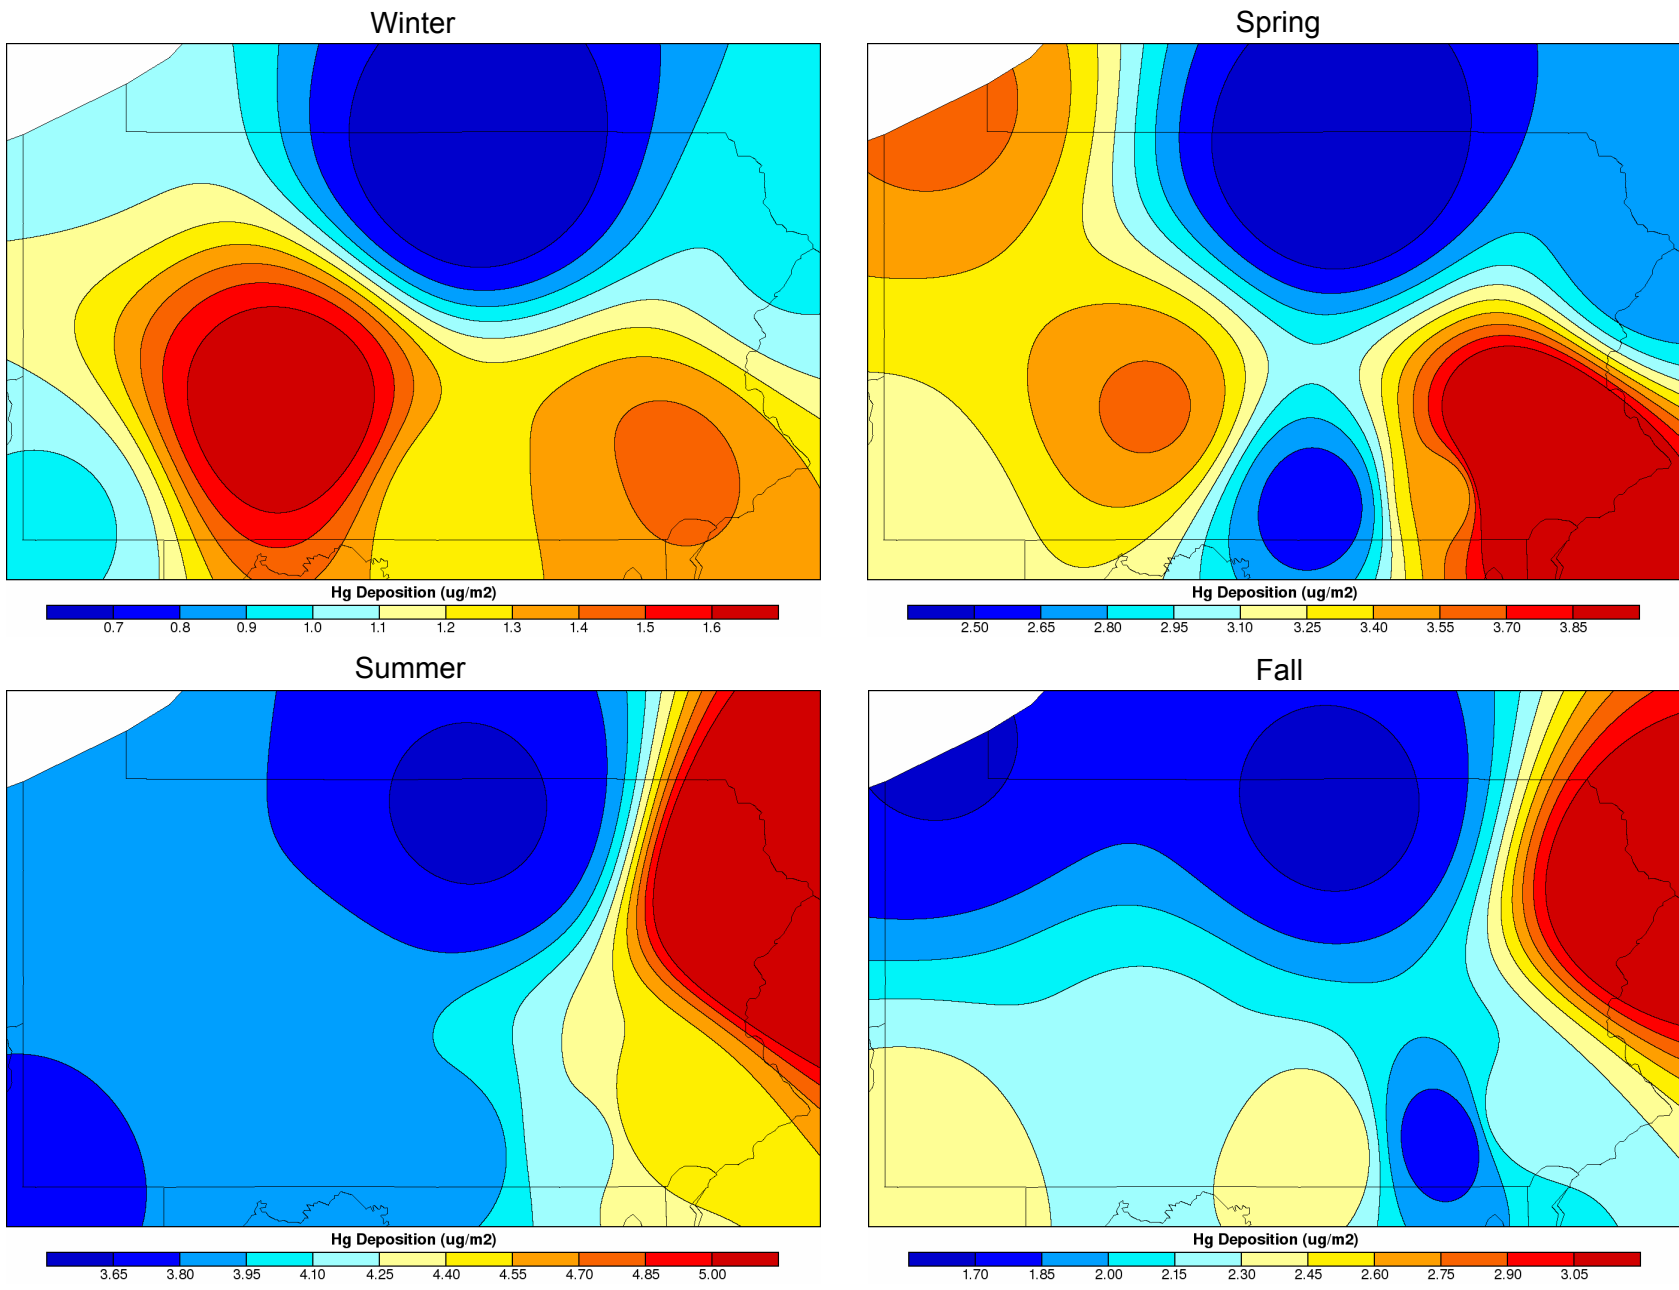 Winter
Spring
Hg Deposition (ug/m2)
0.7 0.8 0.9 1.0 1.1 1.2 1.3 1.4 1.5 1.6
Hg Deposition (ug/m2)
2.50 2.65 2.80 2.95 3.10 3.25 3.40 3.55 3.70 3.85
Summer
Fall
Hg Deposition (ug/m2)
3.65 3.80 3.95 4.10 4.25 4.40 4.55 4.70 4.85 5.00
Hg Deposition (ug/m2)
1.70 1.85 2.00 2.15 2.30 2.45 2.60 2.75 2.90 3.05